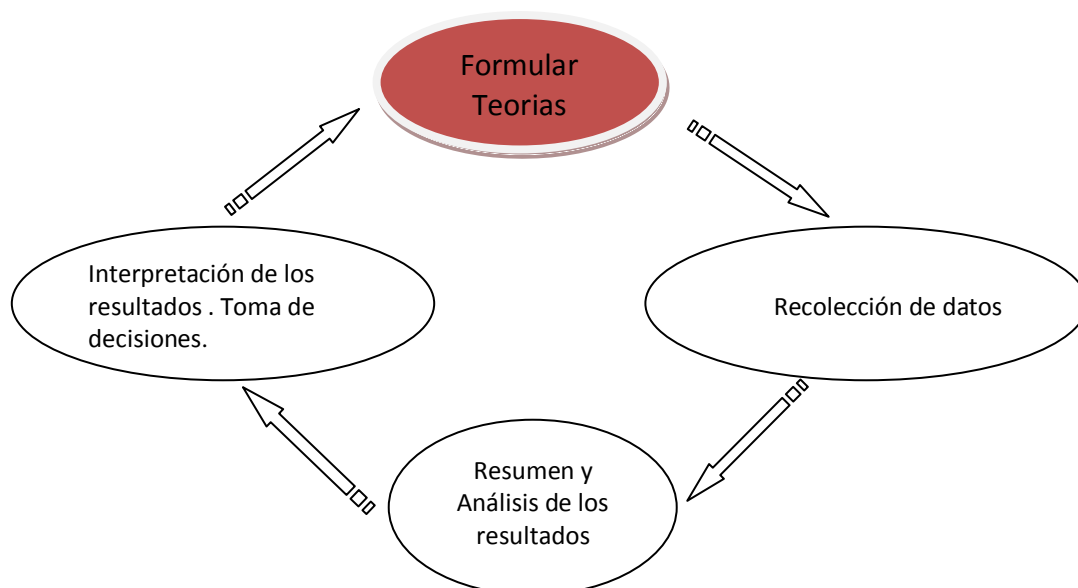 Formular
Teorias
Interpretación de los
resultados . Toma de
decisiones.
Recolección de datos
Resumen y
Análisis de los
resultados